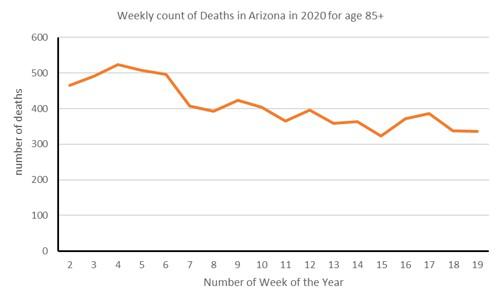 Weekly count of Deaths in Arizona in 2020 for age 85+
600
500
400
300
200
100
0
number of deaths
2 3 4 5 6 7 8 9 10 11 12 13 14 15 16 17 18 19
Number of Week of the Year